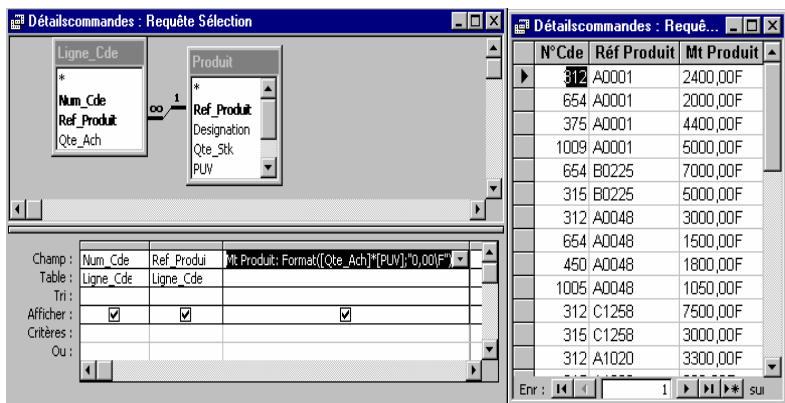 Détailscommandes : Requête Sélection
Ligne_Cde
*
Num_Cde
Ref_Produit
Qte_Ach
∞ 1
Produit
*
Ref_Produit
Designation
Qte_Stk
PUV
Champ : Num_Cde Ref_Produi Mt Produit: Format([Qte_Ach]*[PUV];"0,00\F")
Table : Ligne_Cde Ligne_Cde
Tri :
Afficher :
Critères :
Ou :
Détailscommandes : Requê...
N°Cde Réf Produit Mt Produit
312 A0001 2400,00F
654 A0001 2000,00F
375 A0001 4400,00F
1009 A0001 5000,00F
654 B0225 7000,00F
315 B0225 5000,00F
312 A0048 3000,00F
654 A0048 1500,00F
450 A0048 1800,00F
1005 A0048 1050,00F
312 C1258 7500,00F
315 C1258 3000,00F
312 A1020 3300,00F
Enr : 1 sui